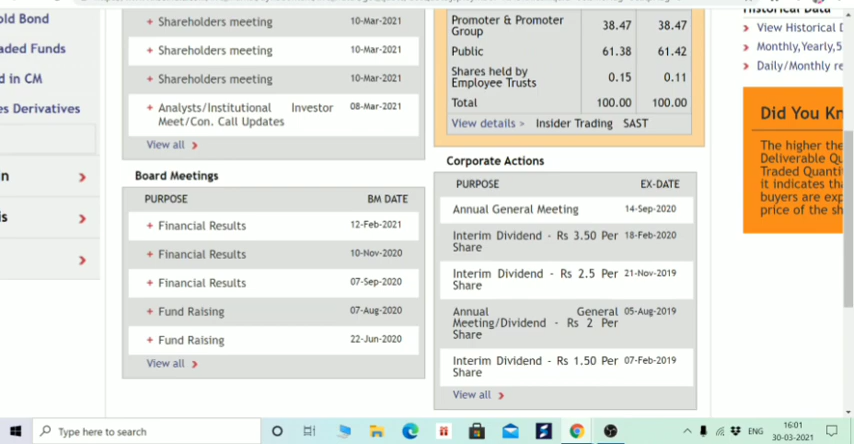 old Bond
aded Funds
d in CM
es Derivatives
n
is
+ Shareholders meeting 10-Mar-2021
+ Shareholders meeting 10-Mar-2021
+ Shareholders meeting 10-Mar-2021
+ Analysts/Institutional Investor 08-Mar-2021
Meet/Con. Call Updates
View all >
Board Meetings
PURPOSE BM DATE
+ Financial Results 12-Feb-2021
+ Financial Results 10-Nov-2020
+ Financial Results 07-Sep-2020
+ Fund Raising 07-Aug-2020
+ Fund Raising 22-Jun-2020
View all >
Promoter & Promoter
Group 38.47 38.47
Public 61.38 61.42
Shares held by
Employee Trusts 0.15 0.11
Total 100.00 100.00
View details > Insider Trading SAST
Corporate Actions
PURPOSE EX-DATE
Annual General Meeting 14-Sep-2020
Interim Dividend - Rs 3.50 Per 18-Feb-2020
Share
Interim Dividend - Rs 2.5 Per 21-Nov-2019
Share
Annual General 05-Aug-2019
Meeting/Dividend - Rs 2 Per
Share
Interim Dividend - Rs 1.50 Per 07-Feb-2019
Share
View all >
Historical Data
> View Historical D
> Monthly,Yearly,5
> Daily/Monthly re
Did You Kn
The higher the
Deliverable Qu
Traded Quanti
it indicates tha
buyers are exp
price of the sh
Type here to search
ENG
16:01
30-03-2021